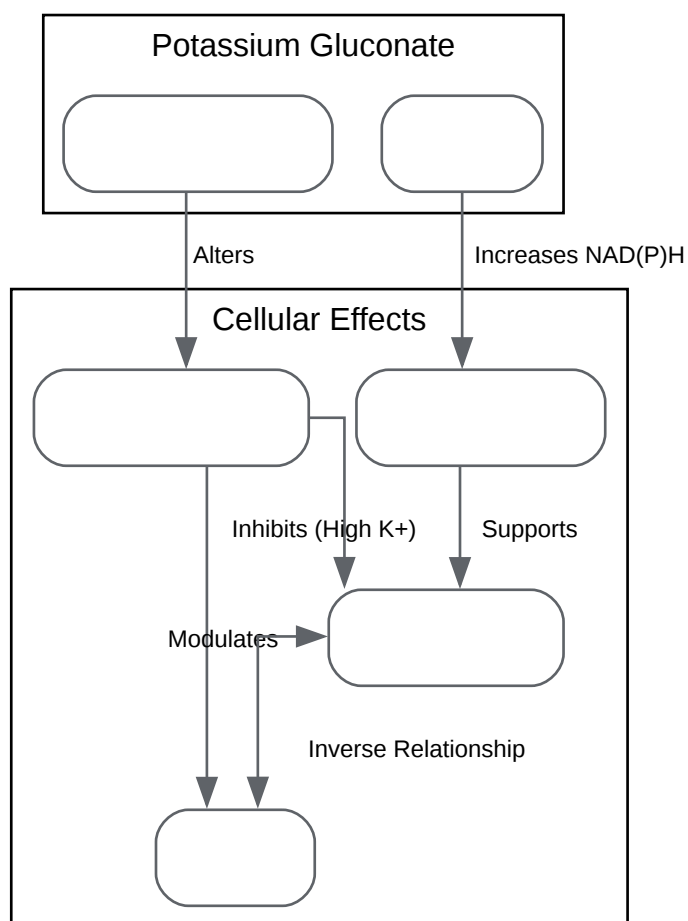 Potassium Gluconate
Alters
Increases NAD(P)H
Cellular Effects
Inhibits (High K+)
Supports
Modulates
Inverse Relationship